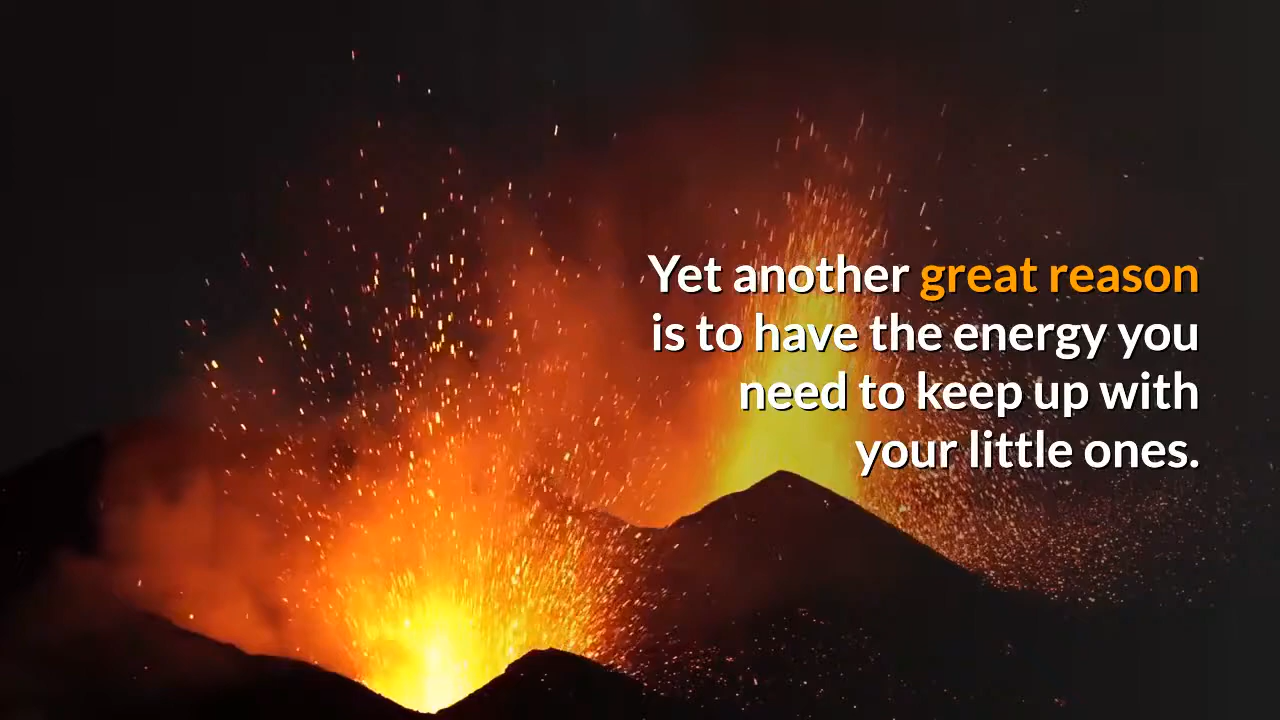 Yet another great reason
is to have the energy you
need to keep up with
your little ones.